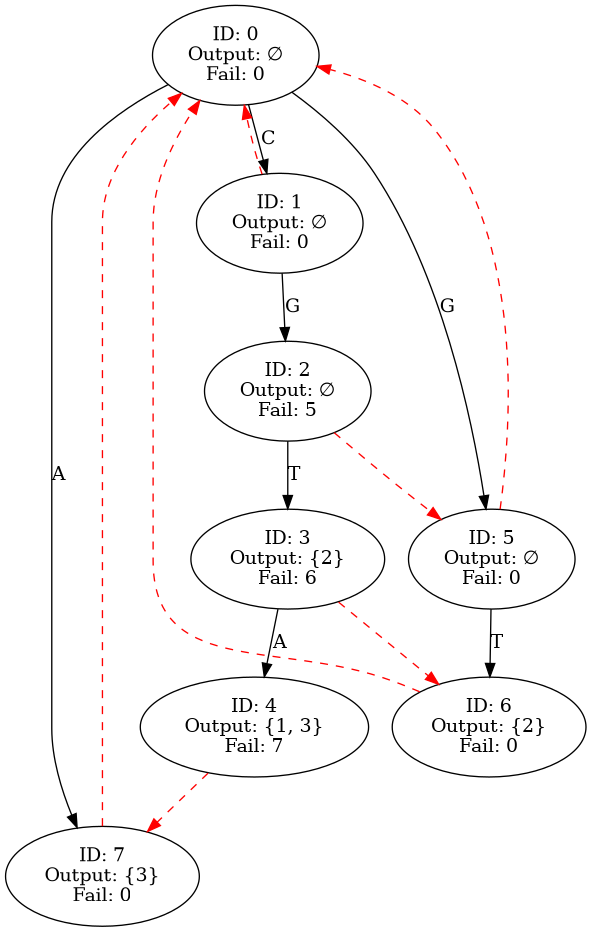 ID: 0
Output: ∅
Fail: 0
C
ID: 1
Output: ∅
Fail: 0
G
G
ID: 2
Output: ∅
Fail: 5
A
T
ID: 3
Output: {2}
Fail: 6
ID: 5
Output: ∅
Fail: 0
A
T
ID: 4
Output: {1, 3}
Fail: 7
ID: 6
Output: {2}
Fail: 0
ID: 7
Output: {3}
Fail: 0